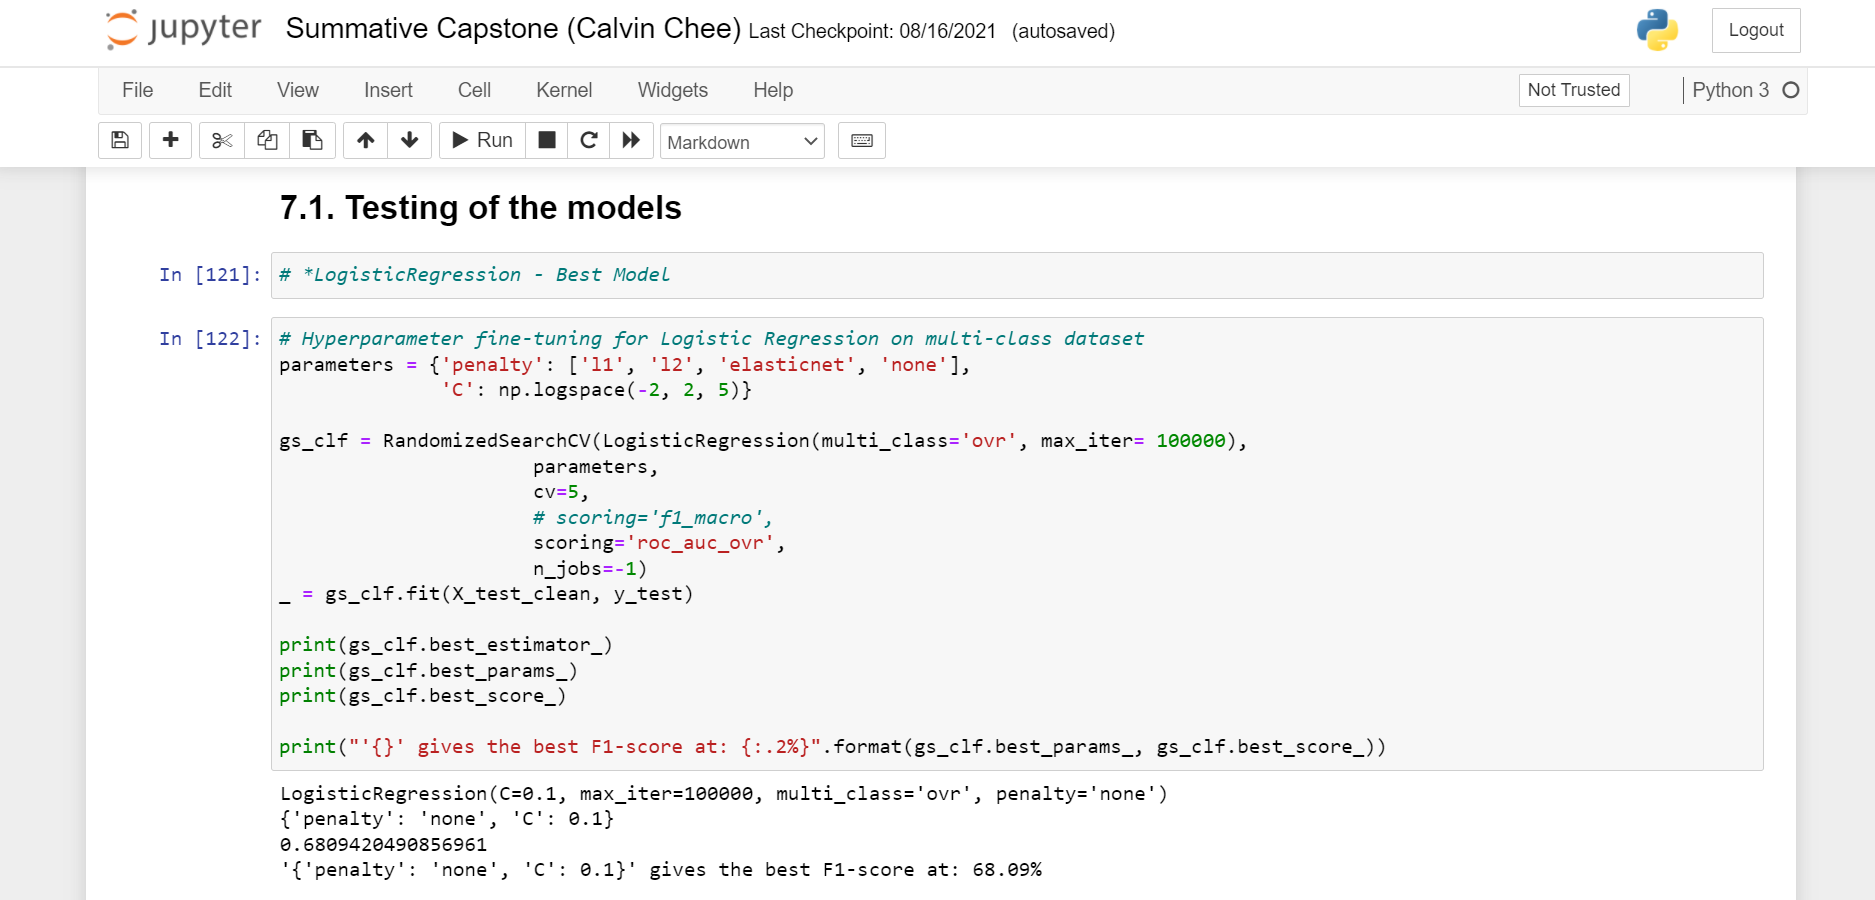 jupyter Summative Capstone (Calvin Chee) Last Checkpoint: 08/16/2021 (autosaved) Logout
File Edit View Insert Cell Kernel Widgets Help Not Trusted Python 3
Run Markdown
7.1. Testing of the models
In [121]: # *LogisticRegression - Best Model
In [122]: # Hyperparameter fine-tuning for Logistic Regression on multi-class dataset
parameters = {'penalty': ['l1', 'l2', 'elasticnet', 'none'],
              'C': np.logspace(-2, 2, 5)}
gs_clf = RandomizedSearchCV(LogisticRegression(multi_class='ovr', max_iter= 100000),
                      parameters,
                      cv=5,
                      # scoring='f1_macro',
                      scoring='roc_auc_ovr',
                      n_jobs=-1)
_ = gs_clf.fit(X_test_clean, y_test)
print(gs_clf.best_estimator_)
print(gs_clf.best_params_)
print(gs_clf.best_score_)
print("'{}' gives the best F1-score at: {:.2%}".format(gs_clf.best_params_, gs_clf.best_score_))
LogisticRegression(C=0.1, max_iter=100000, multi_class='ovr', penalty='none')
{'penalty': 'none', 'C': 0.1}
0.6809420490856961
'{'penalty': 'none', 'C': 0.1}' gives the best F1-score at: 68.09%